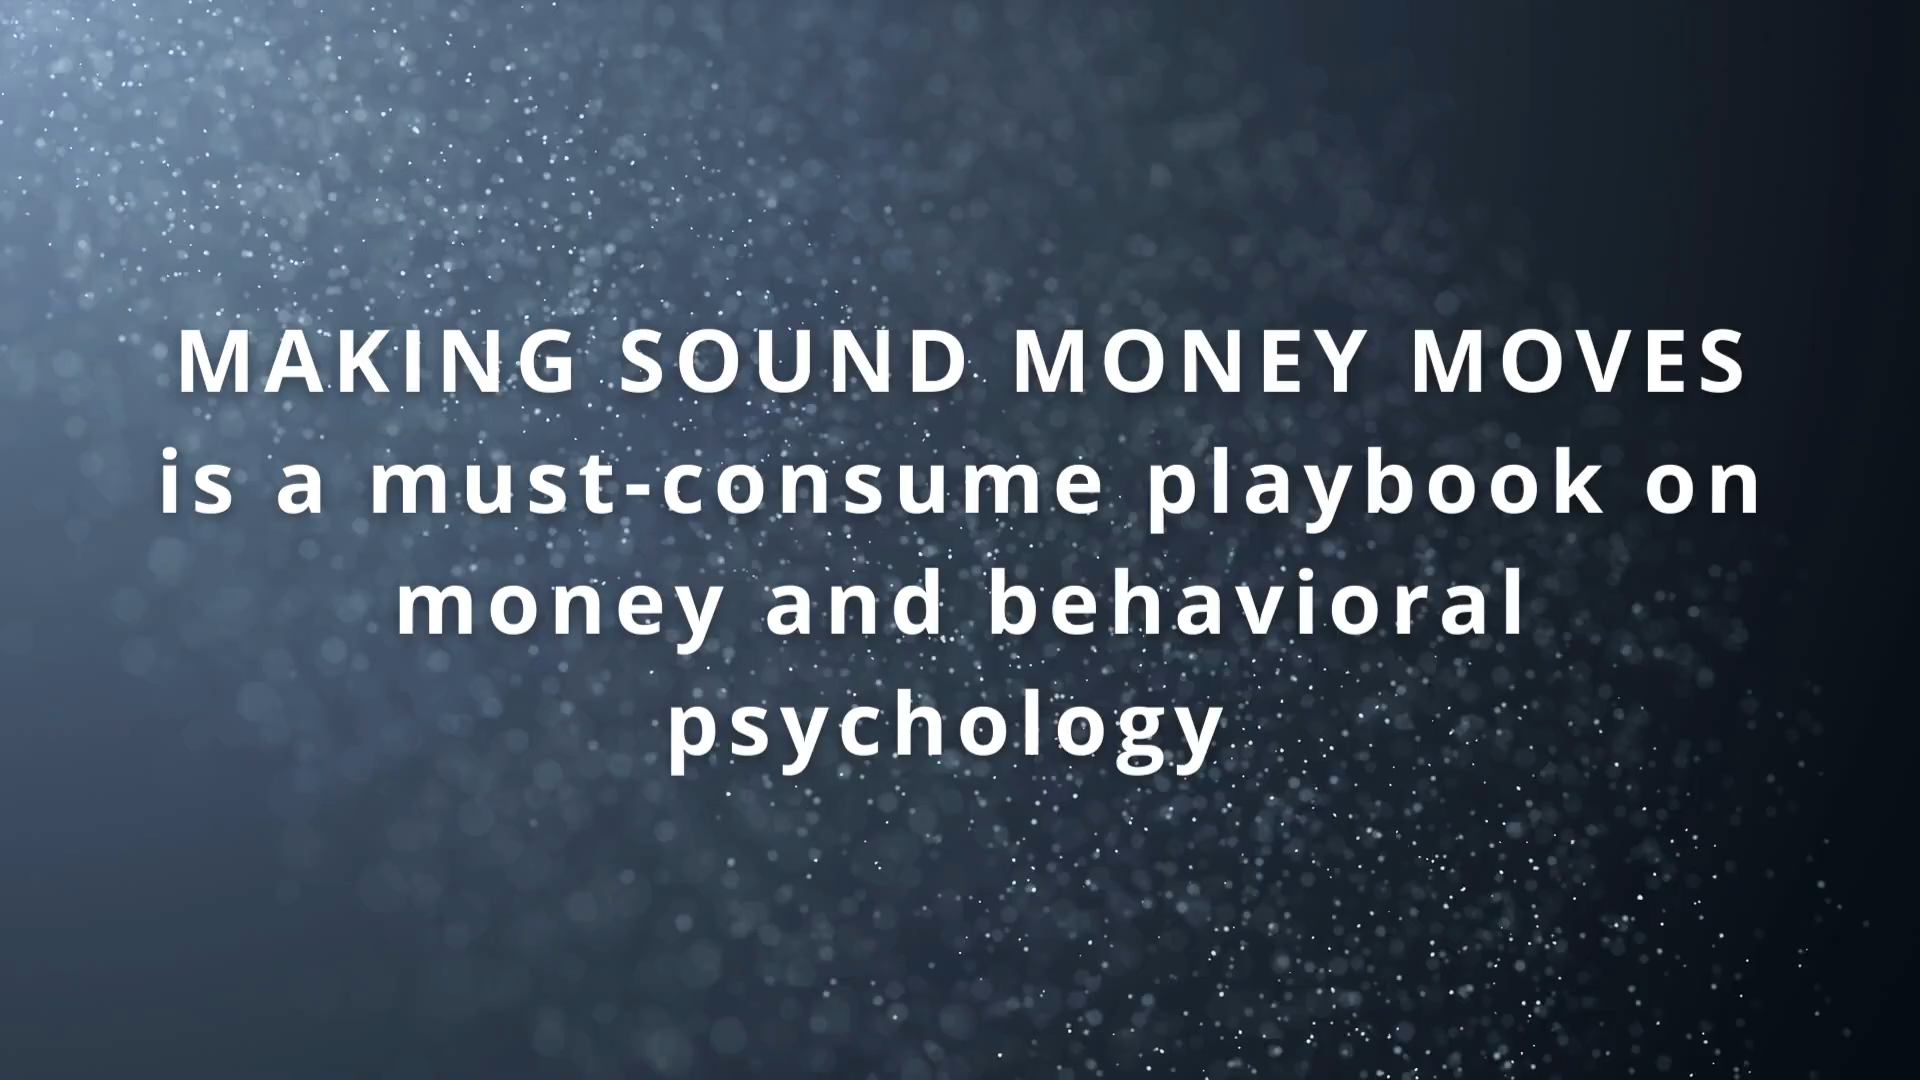 MAKING SOUND MONEY MOVES
is a must-consume playbook on
money and behavioral
psychology